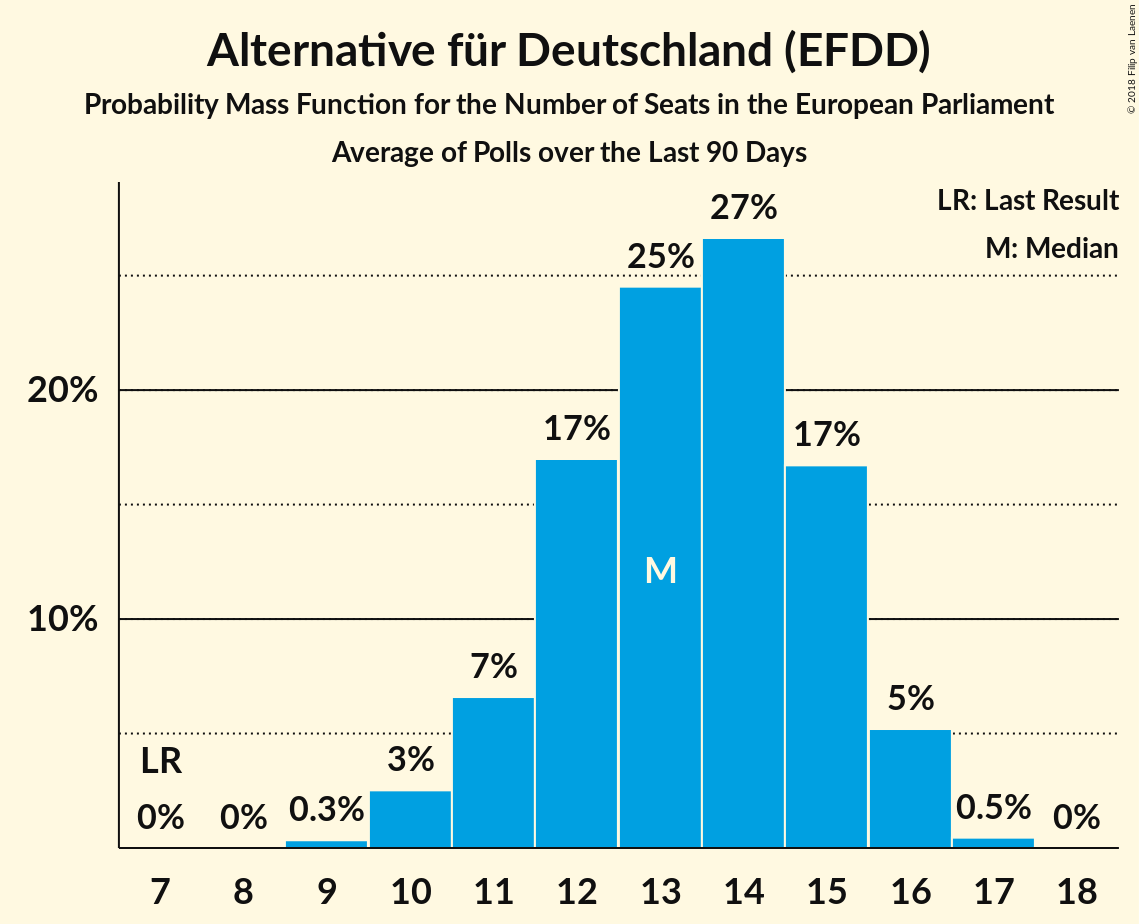 Alternative für Deutschland (EFDD)
Probability Mass Function for the Number of Seats in the European Parliament
Average of Polls over the Last 90 Days
© 2018 Filip van Laenen
LR: Last Result
M: Median
27%
25%
20%
17%
17%
M
10%
7%
5%
LR
3%
0%
0%
0.3%
0.5%
0%
7 8 9 10 11 12 13 14 15 16 17 18